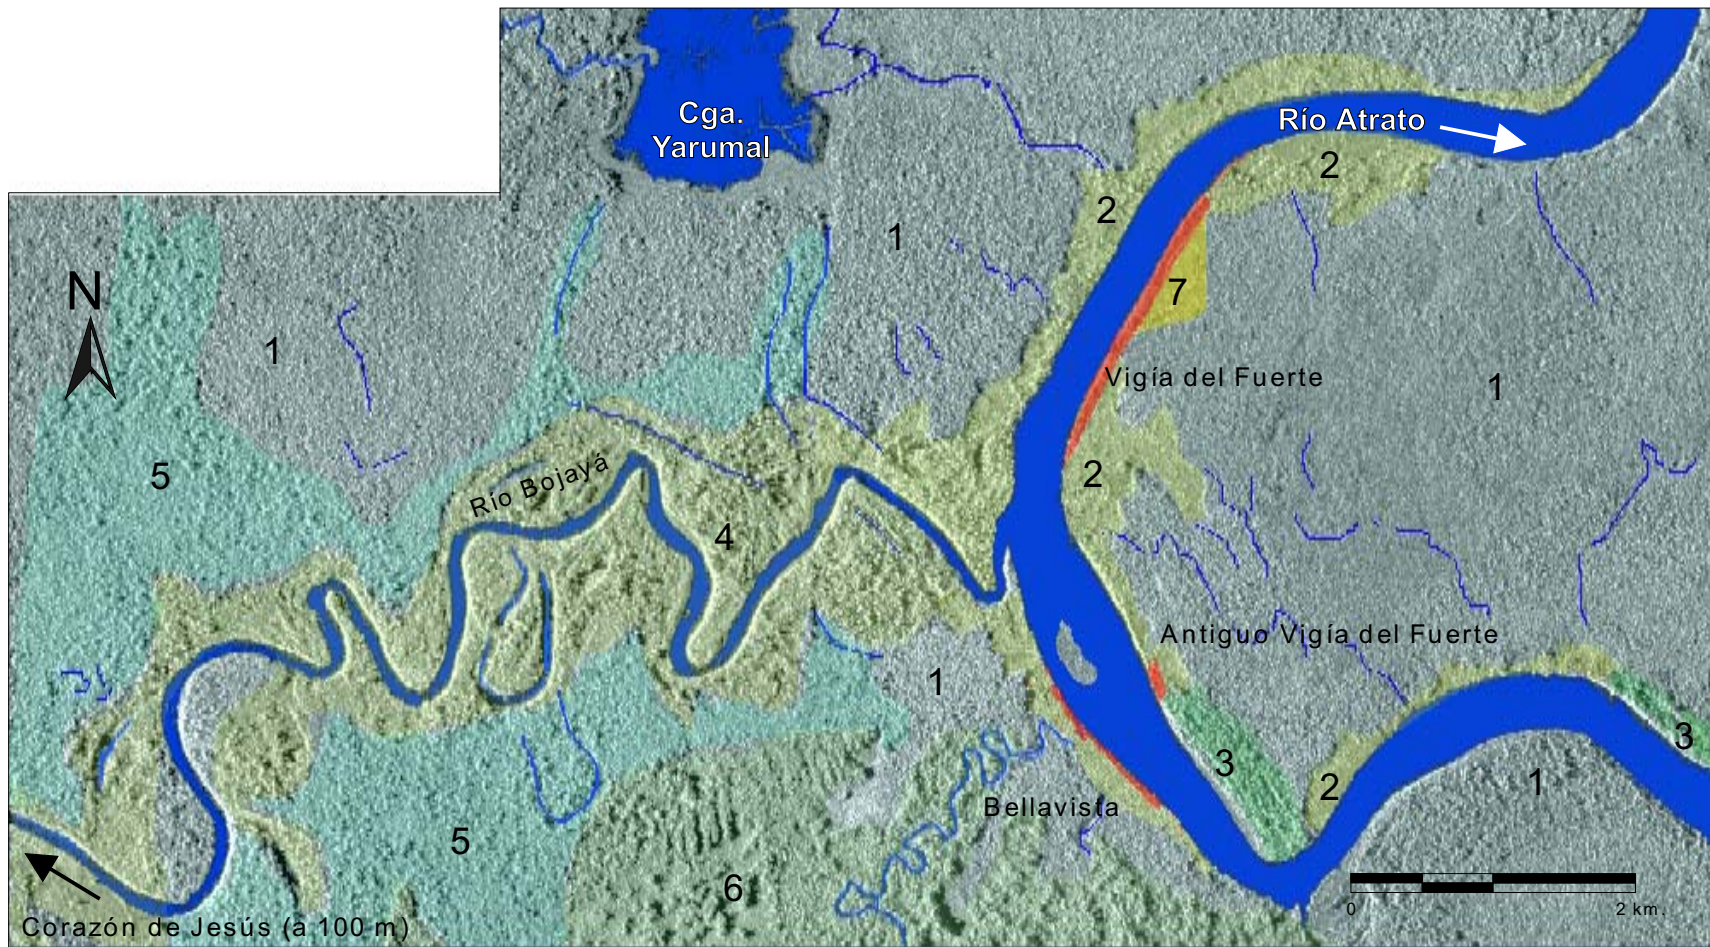 Cga.
Yarumal
Río Atrato
2
2
1
N
7
1
Vigía del Fuerte
1
5
Río Bojayá
2
4
Antiguo Vigía del Fuerte
1
3
3
1
2
Bellavista
5
6
Corazón de Jesús (a 100 m)
0 2 km.